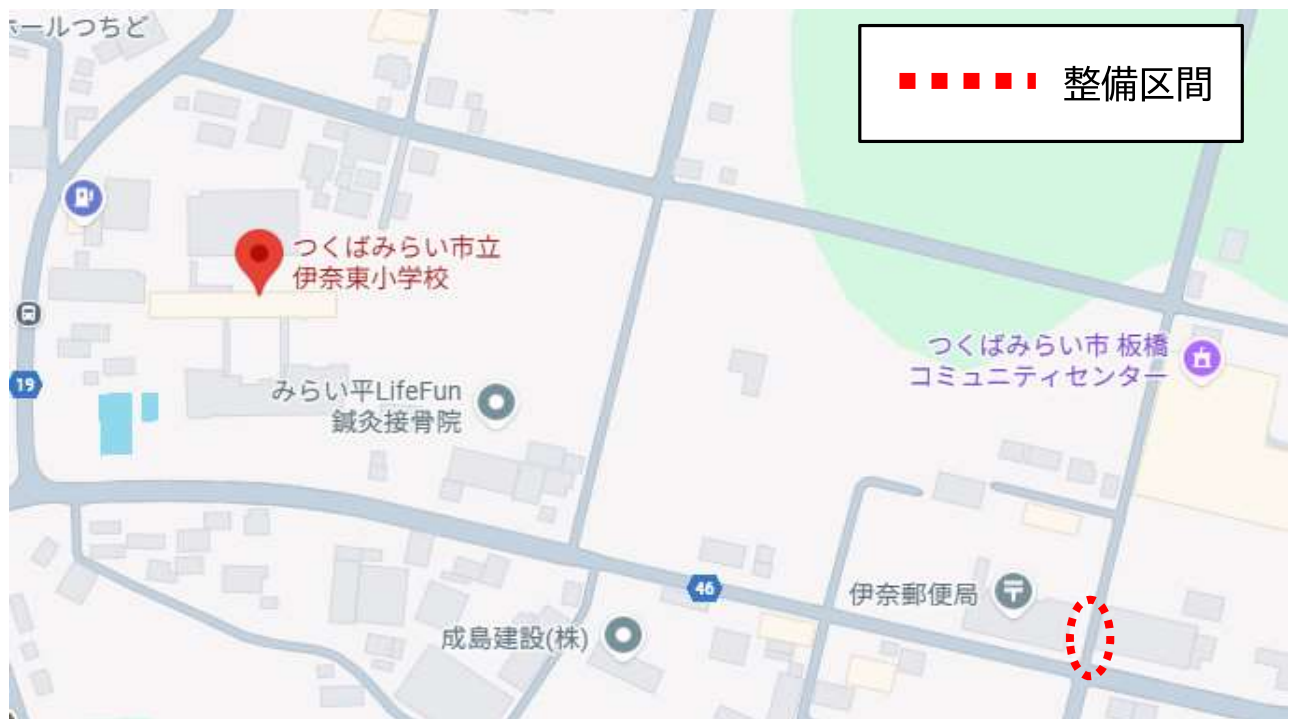 ホールつちど
整備区間
つくばみらい市立
伊奈東小学校
つくばみらい市 板橋
コミュニティセンター
19
みらい平LifeFun
鍼灸接骨院
46
伊奈郵便局
成島建設(株)